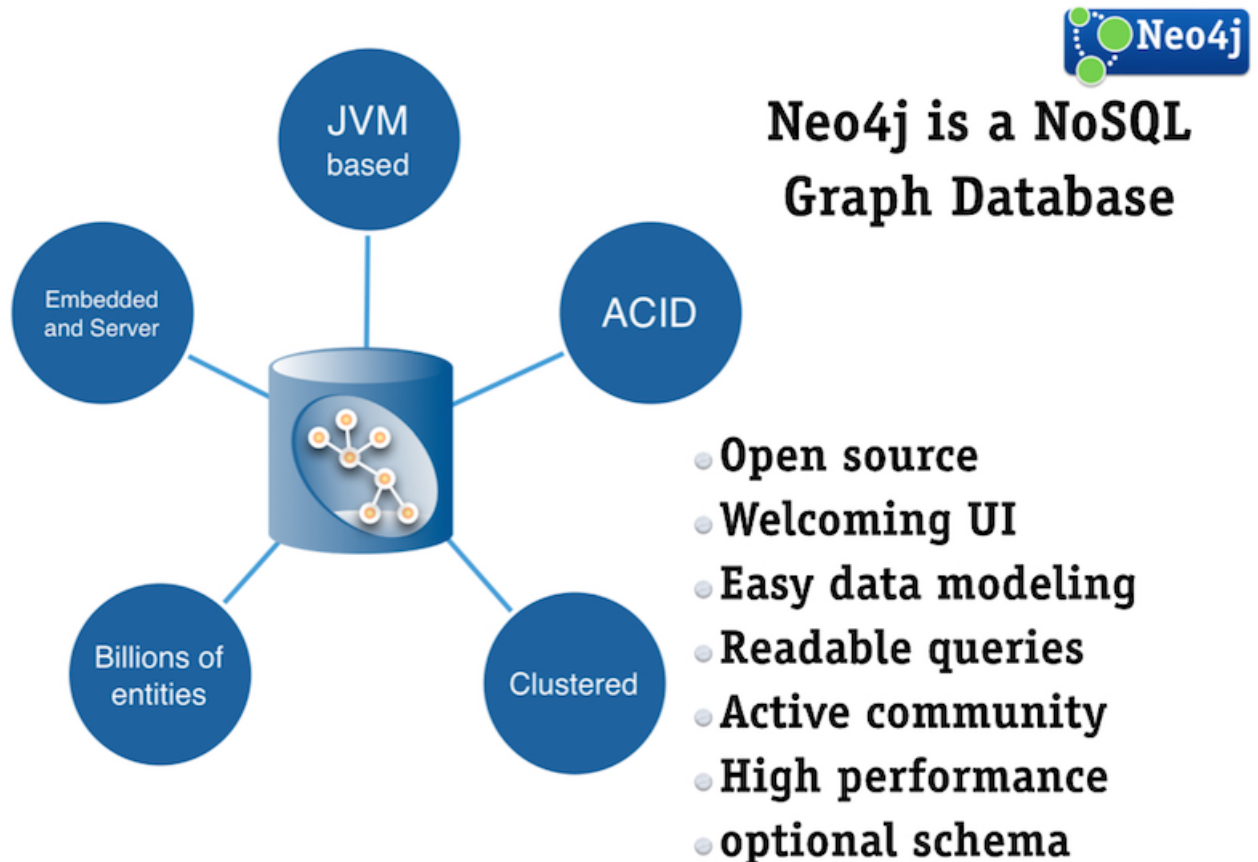 Neo4j
Neo4j is a NoSQL
Graph Database
JVM
based
Embedded
and Server
ACID
Billions of
entities
Clustered
Open source
Welcoming UI
Easy data modeling
Readable queries
Active community
High performance
optional schema